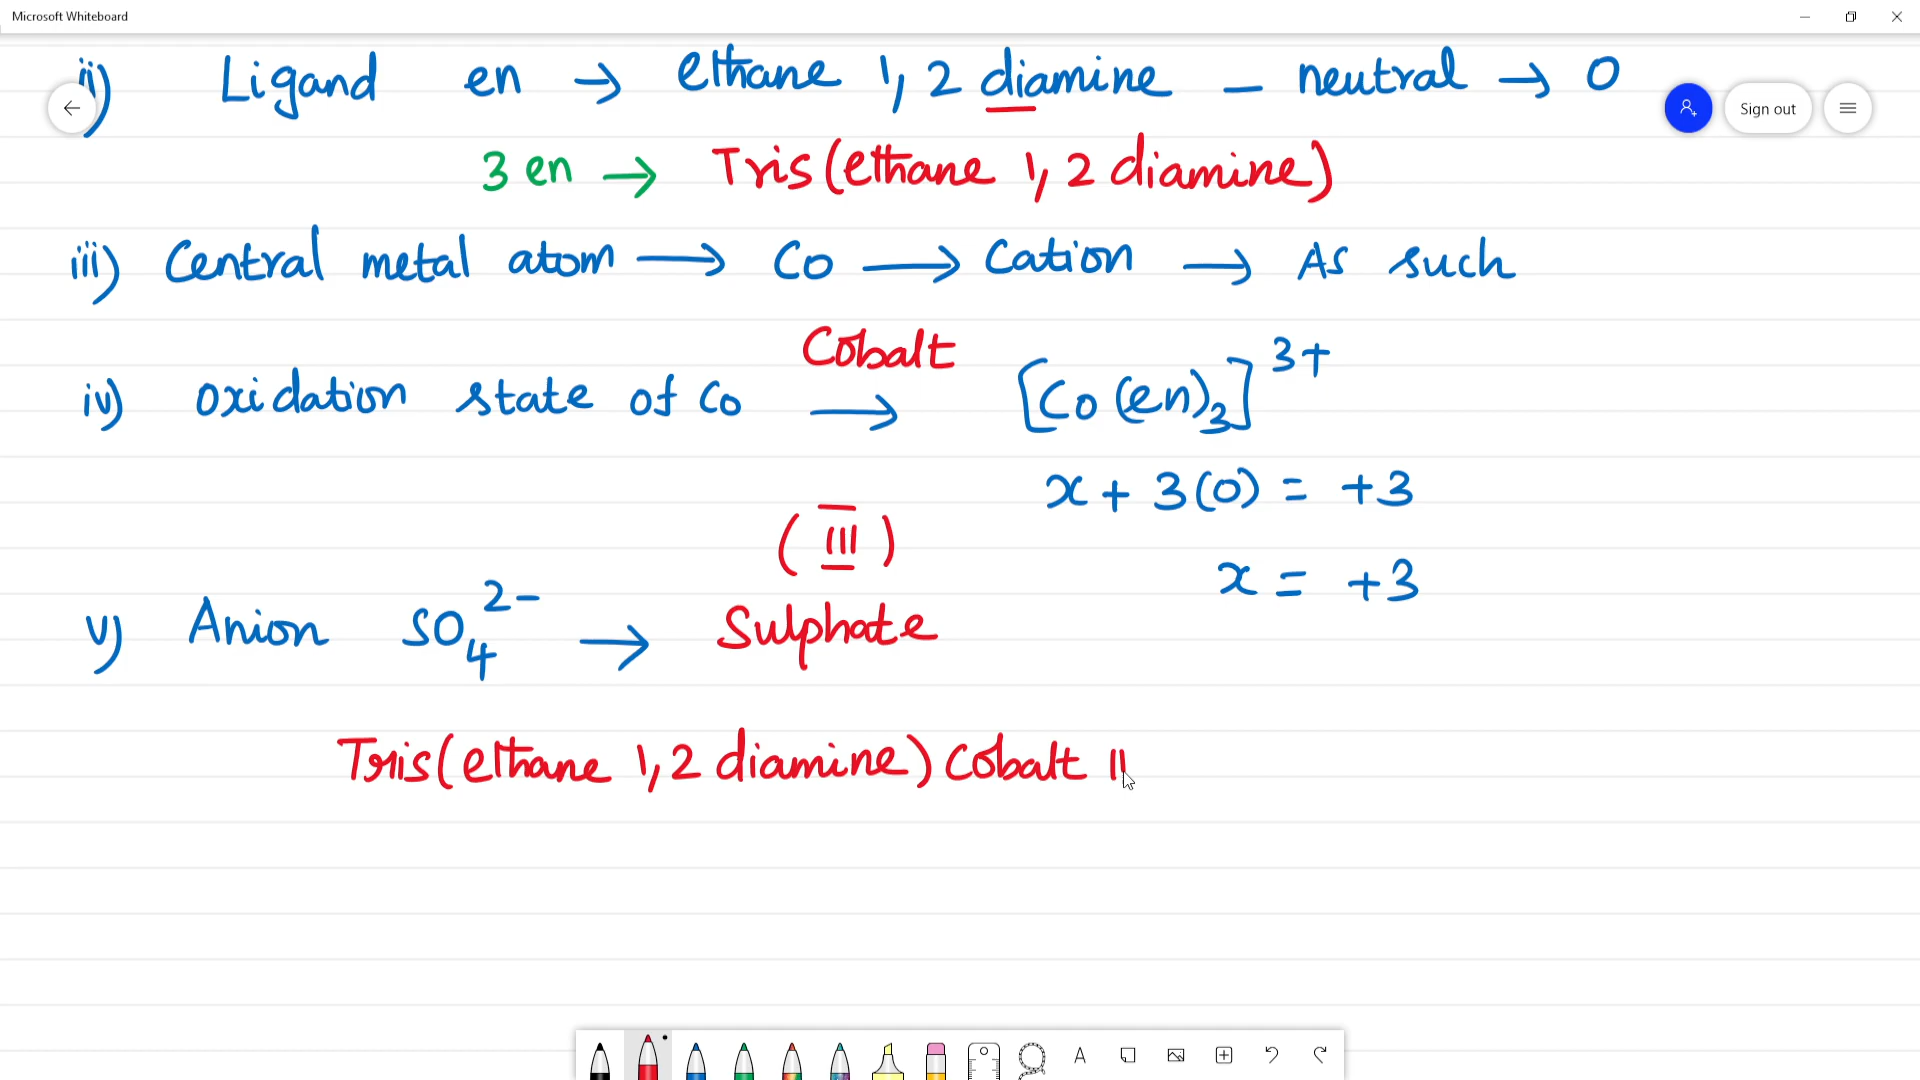 Microsoft Whiteboard
ii) Ligand en → ethane 1,2 diamine – neutral → 0
Sign out
3 en → Tris(ethane 1,2 diamine)
iii) Central metal atom → Co → Cation → As such
Cobalt
iv) oxidation state of Co → [Co(en)3]3+
x + 3(0) = +3
(III)
x = +3
v) Anion SO4 2- → Sulphate
Tris(ethane 1,2 diamine) Cobalt II
A